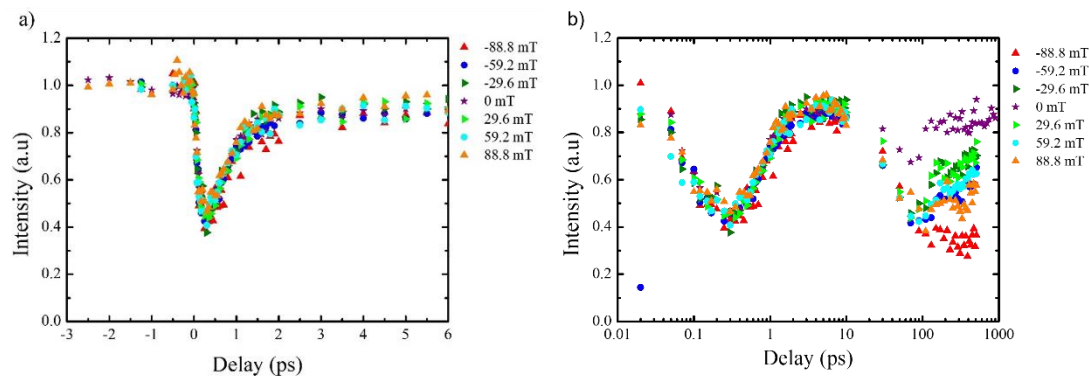 a)
1.2
1.0
0.8
0.6
0.4
0.2
0.0
Intensity (a.u)
-3 -2 -1 0 1 2 3 4 5 6
Delay (ps)
-88.8 mT
-59.2 mT
-29.6 mT
0 mT
29.6 mT
59.2 mT
88.8 mT
b)
1.2
1.0
0.8
0.6
0.4
0.2
0.0
Intensity (a.u)
0.01 0.1 1 10 100 1000
Delay (ps)
-88.8 mT
-59.2 mT
-29.6 mT
0 mT
29.6 mT
59.2 mT
88.8 mT